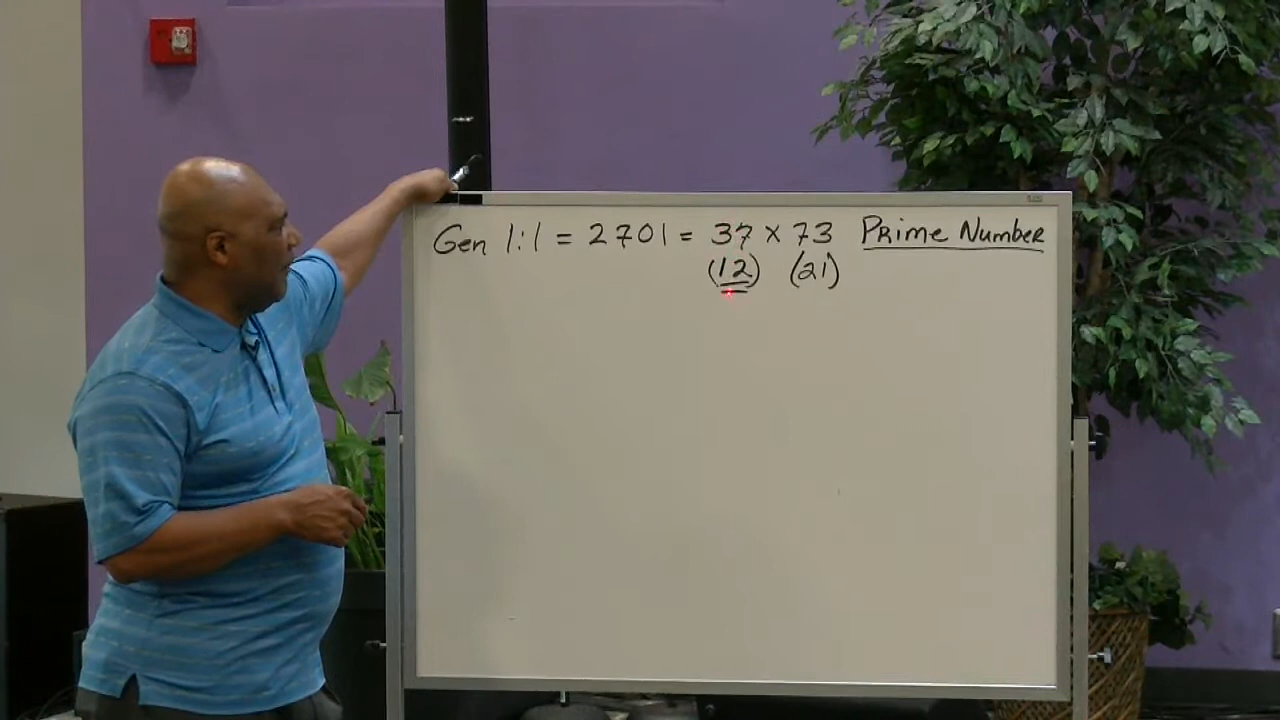 Gen 1:1 = 2701 = 37 x 73 Prime Number
(12) (21)